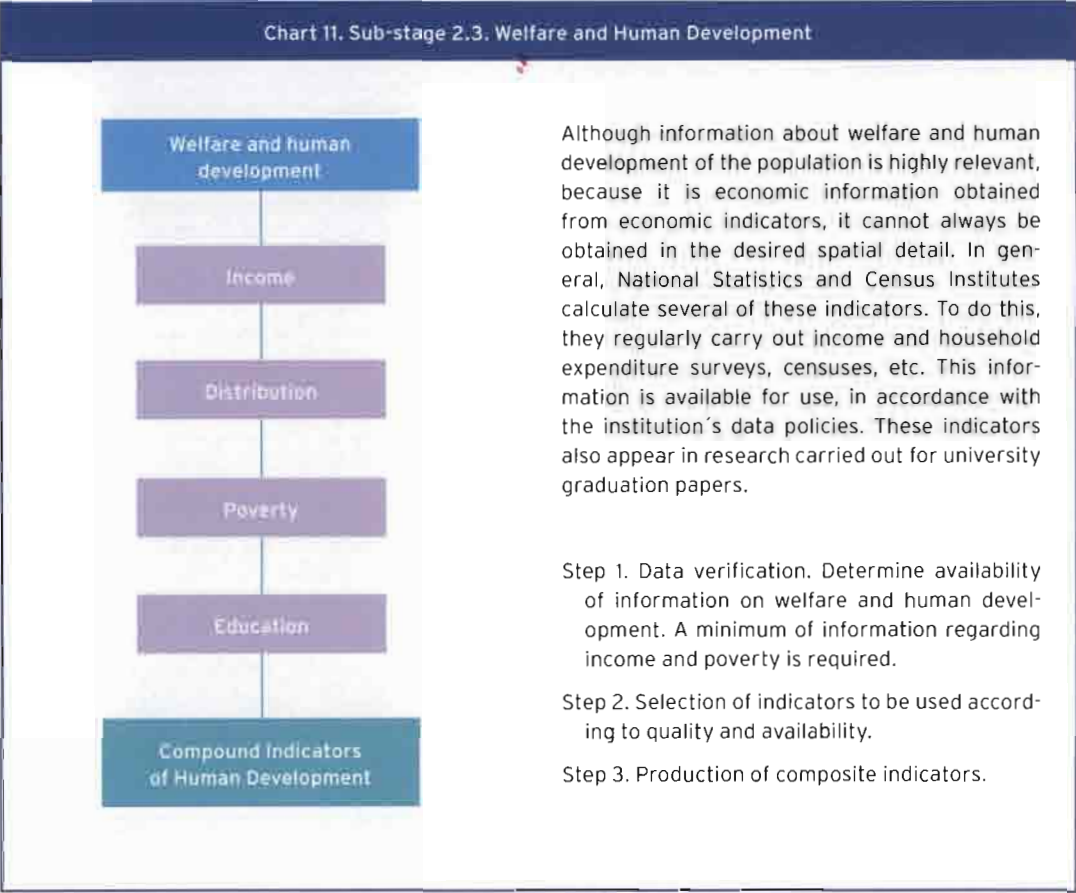 Chart 11. Sub-stage 2.3. Welfare and Human Development
Welfare and human
development
Income
Distribution
Poverty
Education
Compound Indicators
of Human Development
Although information about welfare and human
development of the population is highly relevant,
because it is economic information obtained
from economic indicators, it cannot always be
obtained in the desired spatial detail. In gen-
eral, National Statistics and Census Institutes
calculate several of these indicators. To do this,
they regularly carry out income and household
expenditure surveys, censuses, etc. This infor-
mation is available for use, in accordance with
the institution´s data policies. These indicators
also appear in research carried out for university
graduation papers.
Step 1. Data verification. Determine availability
of information on welfare and human devel-
opment. A minimum of information regarding
income and poverty is required.
Step 2. Selection of indicators to be used accord-
ing to quality and availability.
Step 3. Production of composite indicators.